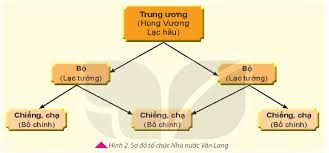 Trung ương
(Hùng Vương
Lạc hầu)
Bộ
(Lạc tướng)
Bộ
(Lạc tướng)
Chiềng, chạ
(Bồ chính)
Chiềng, chạ
(Bồ chính)
Chiềng, chạ
(Bồ chính)
Hình 2. Sơ đồ tổ chức Nhà nước Văn Lang